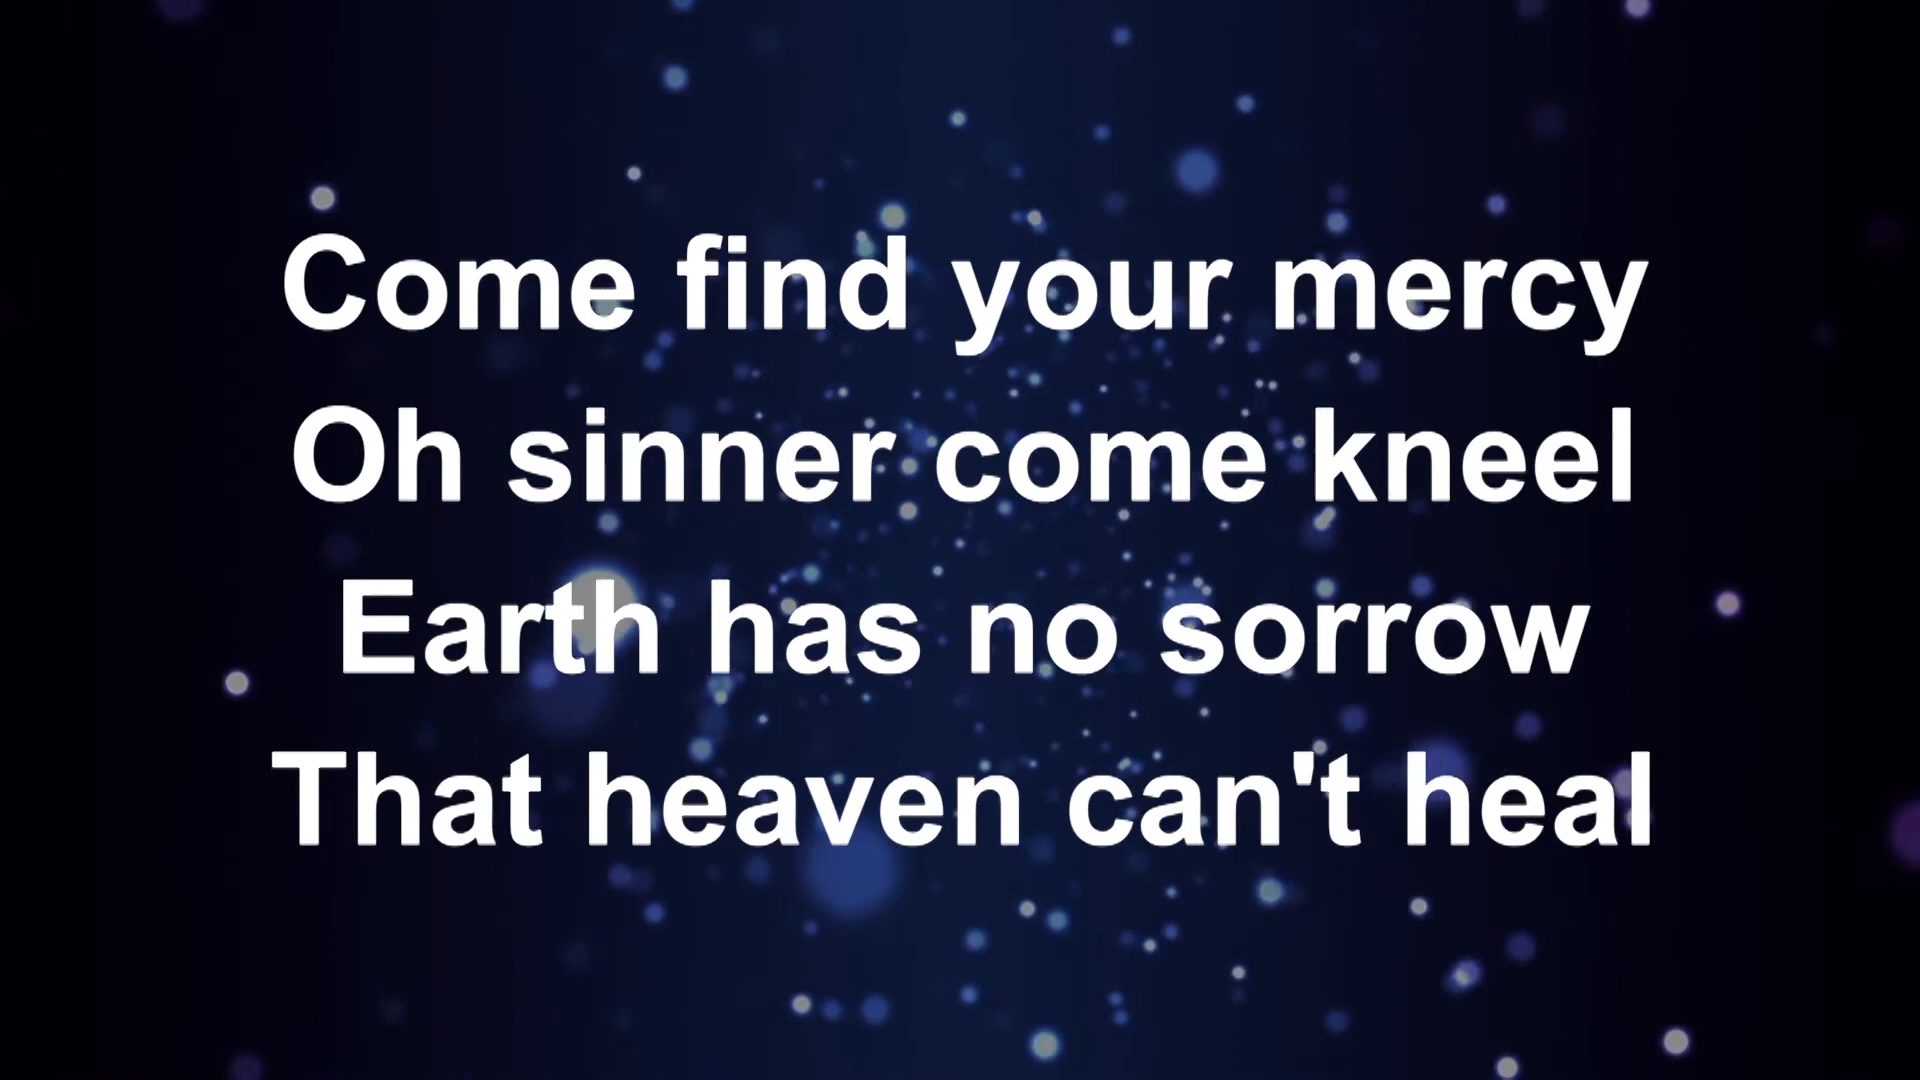 Come find your mercy
Oh sinner come kneel
Earth has no sorrow
That heaven can't heal